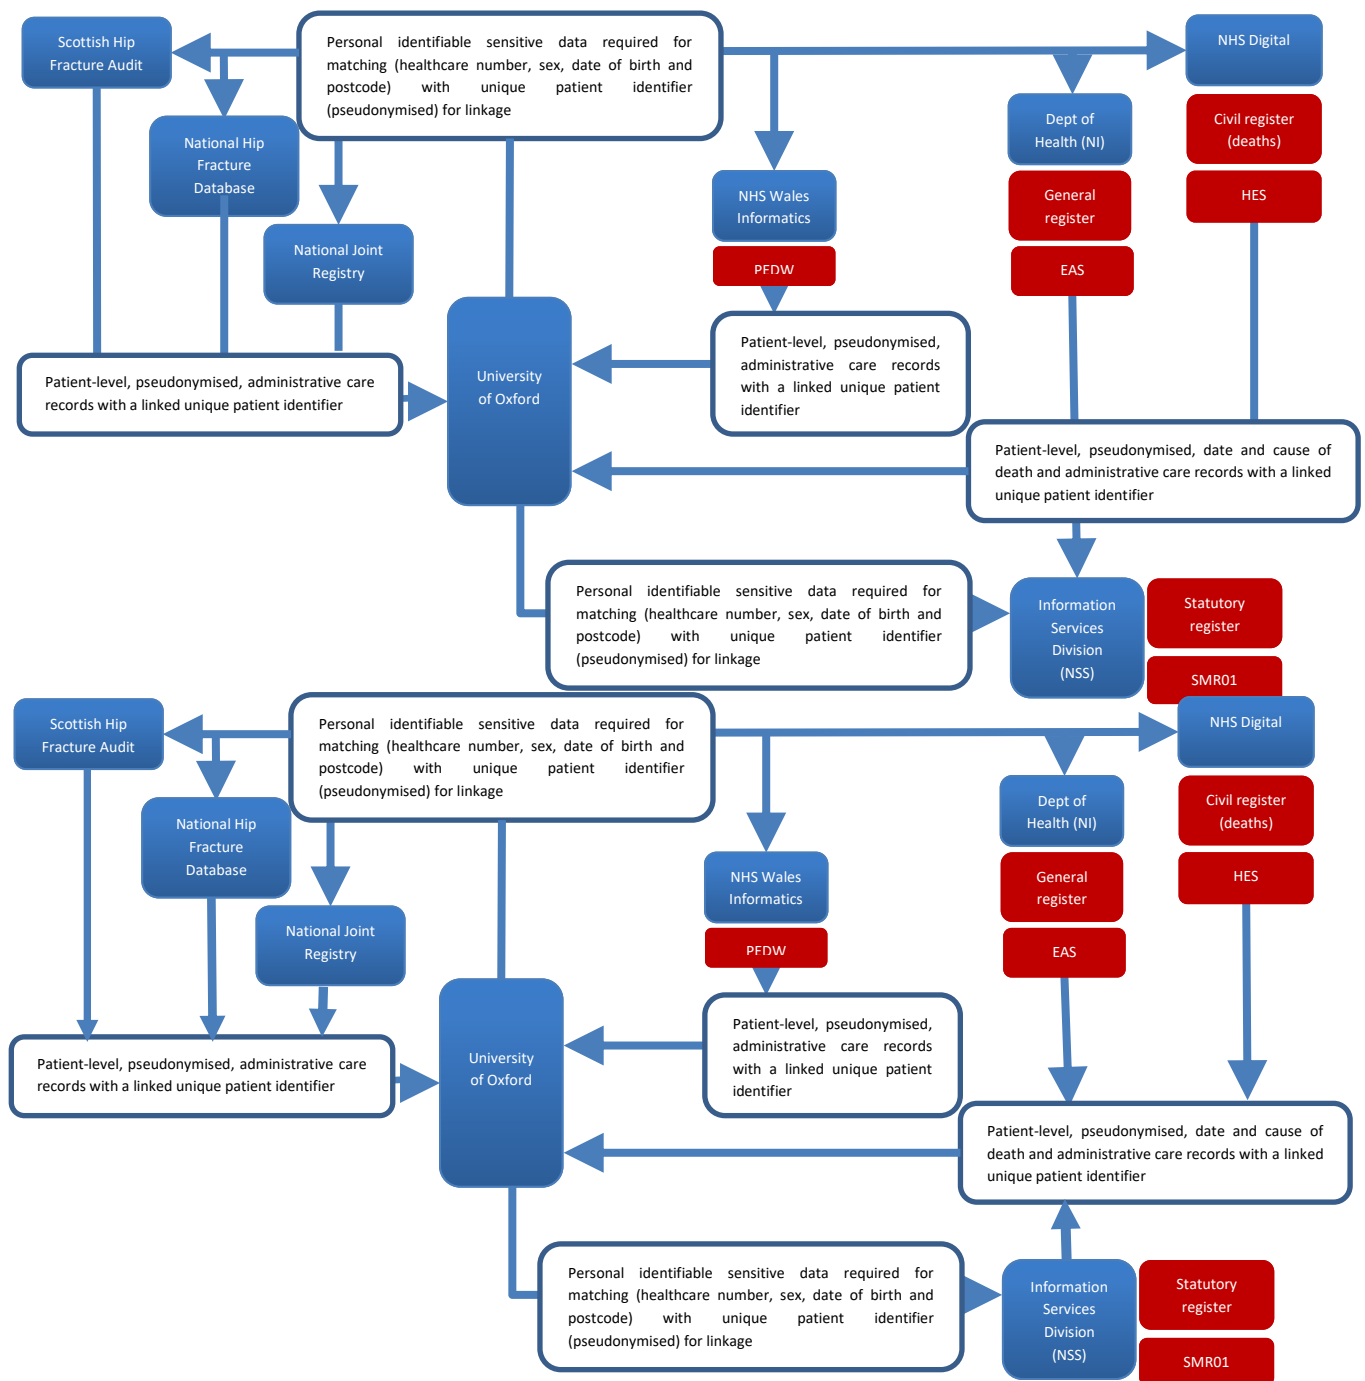 Scottish Hip
Fracture Audit
Personal identifiable sensitive data required for
matching (healthcare number, sex, date of birth and
postcode) with unique patient identifier
(pseudonymised) for linkage
NHS Digital
National Hip
Fracture
Database
Dept of
Health (NI)
Civil register
(deaths)
National Joint
Registry
NHS Wales
Informatics
General
register
HES
PEDW
EAS
Patient-level, pseudonymised, administrative care
records with a linked unique patient identifier
University
of Oxford
Patient-level, pseudonymised,
administrative care records
with a linked unique patient
identifier
Patient-level, pseudonymised, date and cause of
death and administrative care records with a linked
unique patient identifier
Personal identifiable sensitive data required for
matching (healthcare number, sex, date of birth and
postcode) with unique patient identifier
(pseudonymised) for linkage
Information
Services
Division
(NSS)
Statutory
register
SMR01
Scottish Hip
Fracture Audit
Personal identifiable sensitive data required for
matching (healthcare number, sex, date of birth and
postcode) with unique patient identifier
(pseudonymised) for linkage
NHS Digital
National Hip
Fracture
Database
Dept of
Health (NI)
Civil register
(deaths)
National Joint
Registry
NHS Wales
Informatics
General
register
HES
PEDW
EAS
Patient-level, pseudonymised, administrative care
records with a linked unique patient identifier
University
of Oxford
Patient-level, pseudonymised,
administrative care records
with a linked unique patient
identifier
Patient-level, pseudonymised, date and cause of
death and administrative care records with a linked
unique patient identifier
Personal identifiable sensitive data required for
matching (healthcare number, sex, date of birth and
postcode) with unique patient identifier
(pseudonymised) for linkage
Information
Services
Division
(NSS)
Statutory
register
SMR01